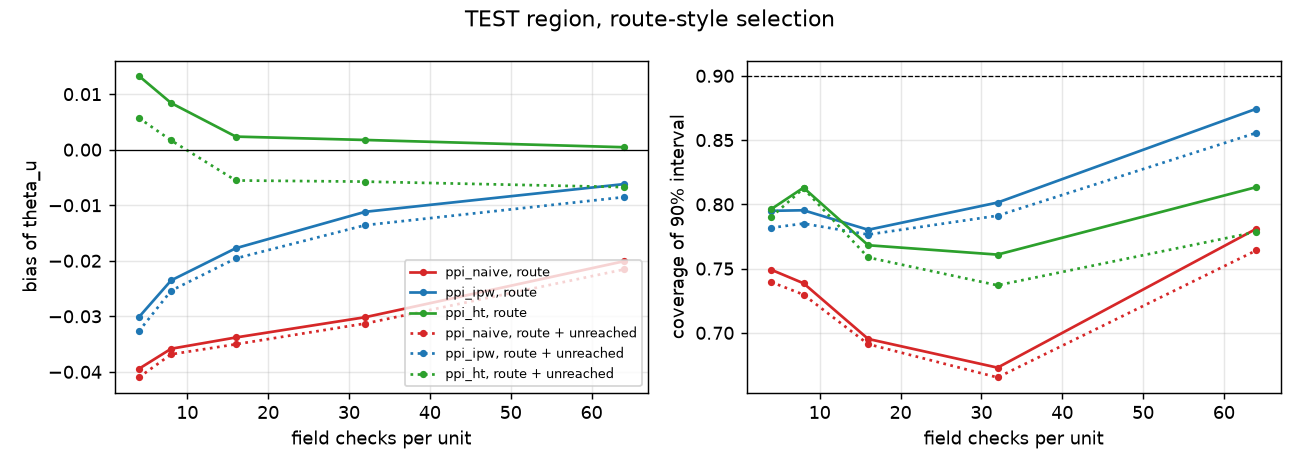 TEST region, route-style selection
bias of theta_u
0.01
0.00
−0.01
−0.02
−0.03
−0.04
10
20
30
40
50
60
field checks per unit
ppi_naive, route
ppi_ipw, route
ppi_ht, route
ppi_naive, route + unreached
ppi_ipw, route + unreached
ppi_ht, route + unreached
coverage of 90% interval
0.90
0.85
0.80
0.75
0.70
10
20
30
40
50
60
field checks per unit